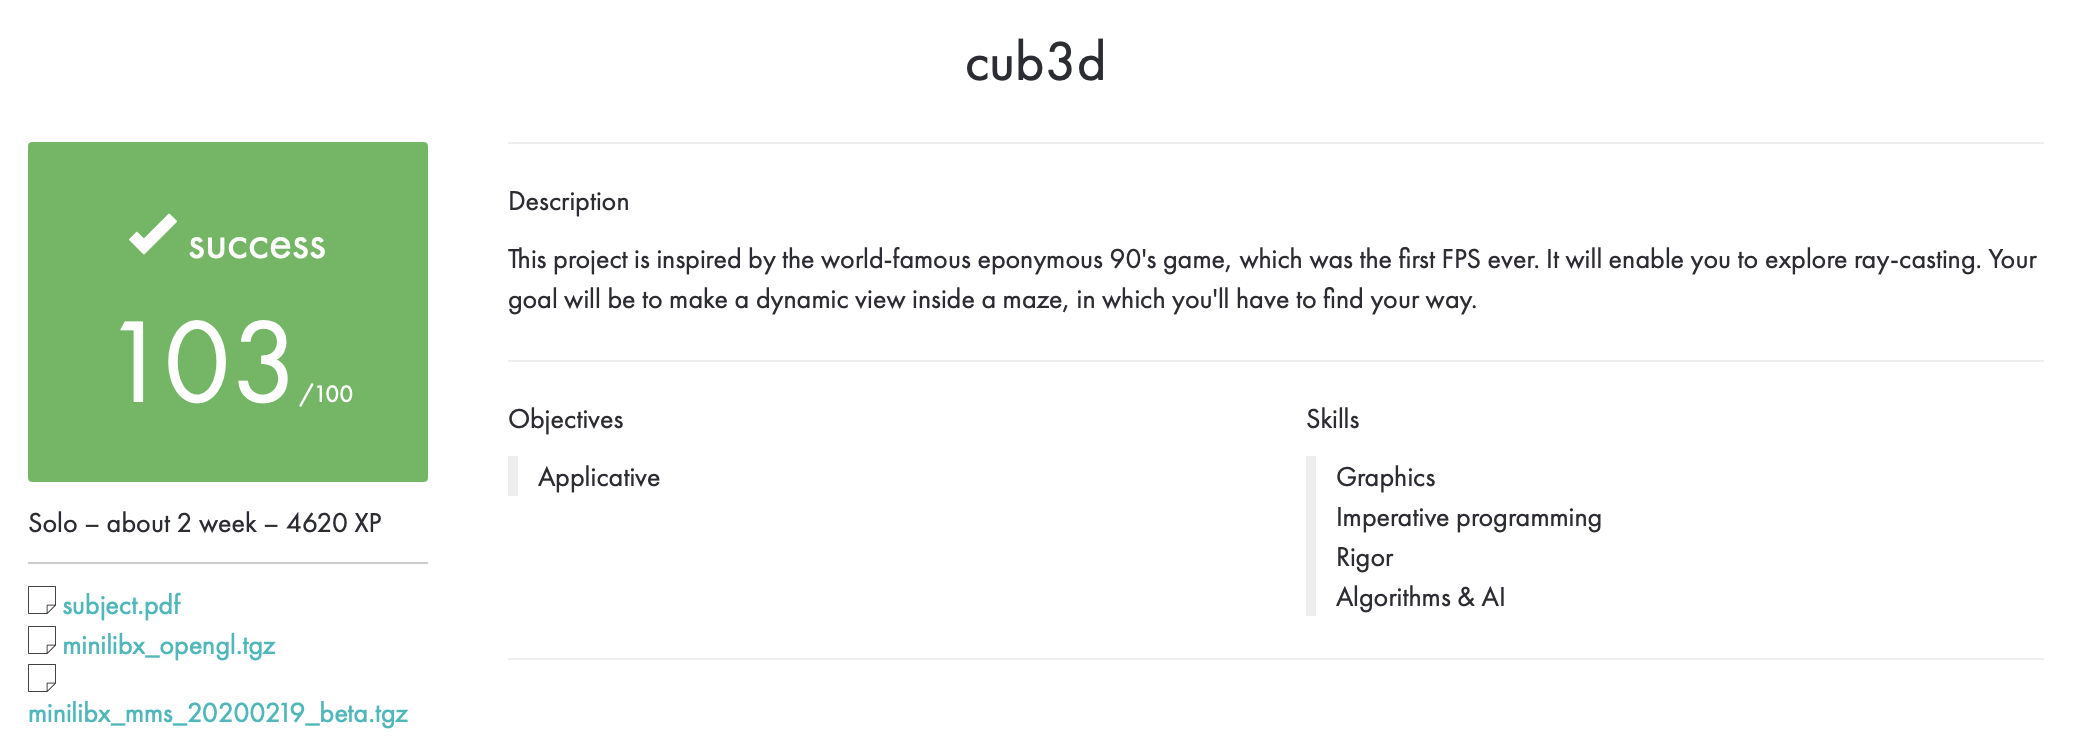 cub3d
success
103 /100
Solo – about 2 week – 4620 XP
subject.pdf
minilibx_opengl.tgz
minilibx_mms_20200219_beta.tgz
Description
This project is inspired by the world-famous eponymous 90's game, which was the first FPS ever. It will enable you to explore ray-casting. Your
goal will be to make a dynamic view inside a maze, in which you'll have to find your way.
Objectives
Applicative
Skills
Graphics
Imperative programming
Rigor
Algorithms & AI